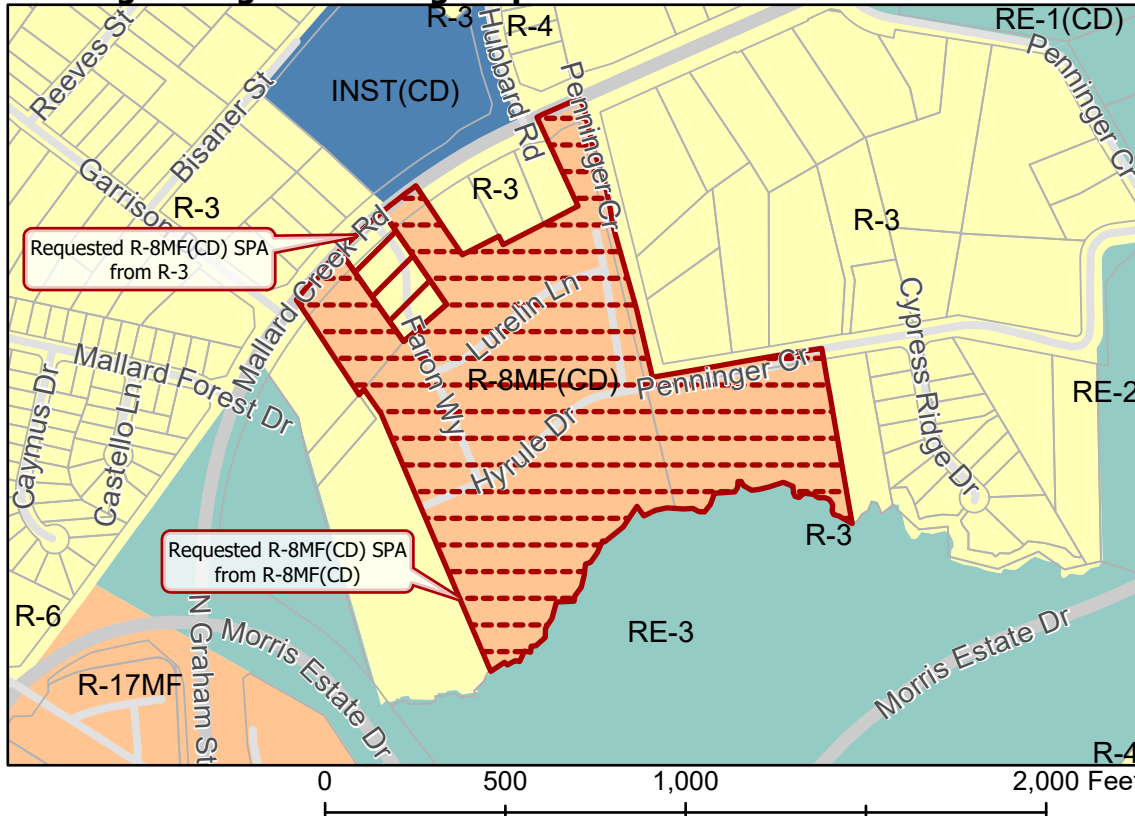 R-3
R-4
RE-1(CD)
Reeves St
Bisaner St
INST(CD)
Hubbard Rd
Penninger Cr
Penninger Cr
Garrison
R-3
R-3
R-3
Requested R-8MF(CD) SPA
from R-3
Mallard Creek Rd
Lurelin Ln
Faron Wy
R-8MF(CD)
Penninger Cr
Cypress Ridge Dr
RE-2
Mallard Forest Dr
Caymus Dr
Castello Ln
Hyrule Dr
R-3
Requested R-8MF(CD) SPA
from R-8MF(CD)
R-6
N Graham St
Morris Estate Dr
RE-3
Morris Estate Dr
R-17MF
R-4
0 500 1,000 2,000 Feet